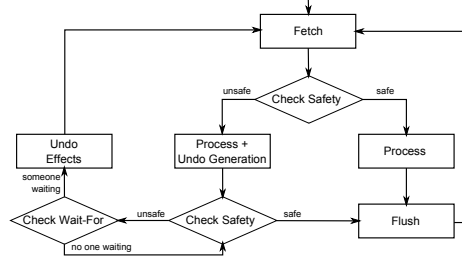 Fetch
unsafe
Check Safety
safe
Undo
Effects
Process +
Undo Generation
Process
someone
waiting
Check Wait-For
unsafe
Check Safety
safe
Flush
no one waiting